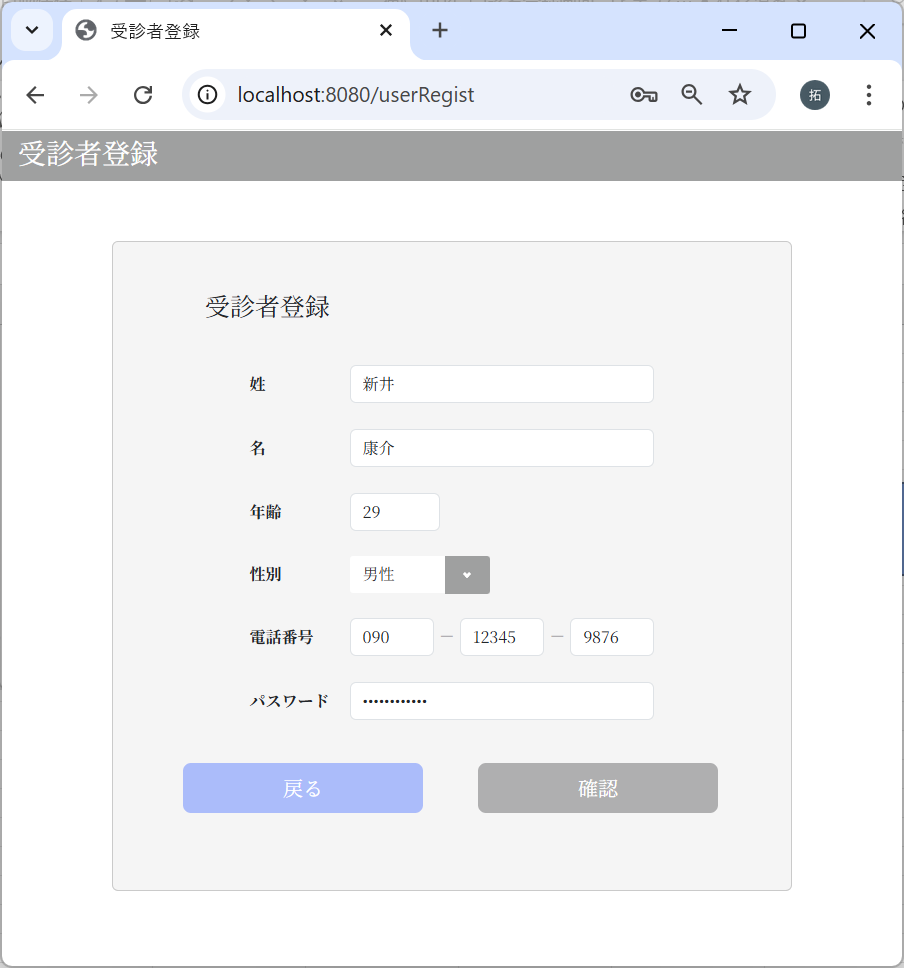 受診者登録
localhost:8080/userRegist
拓
受診者登録
受診者登録
姓 新井
名 康介
年齢 29
性別 男性
電話番号 090 － 12345 － 9876
パスワード ••••••••••••
戻る 確認